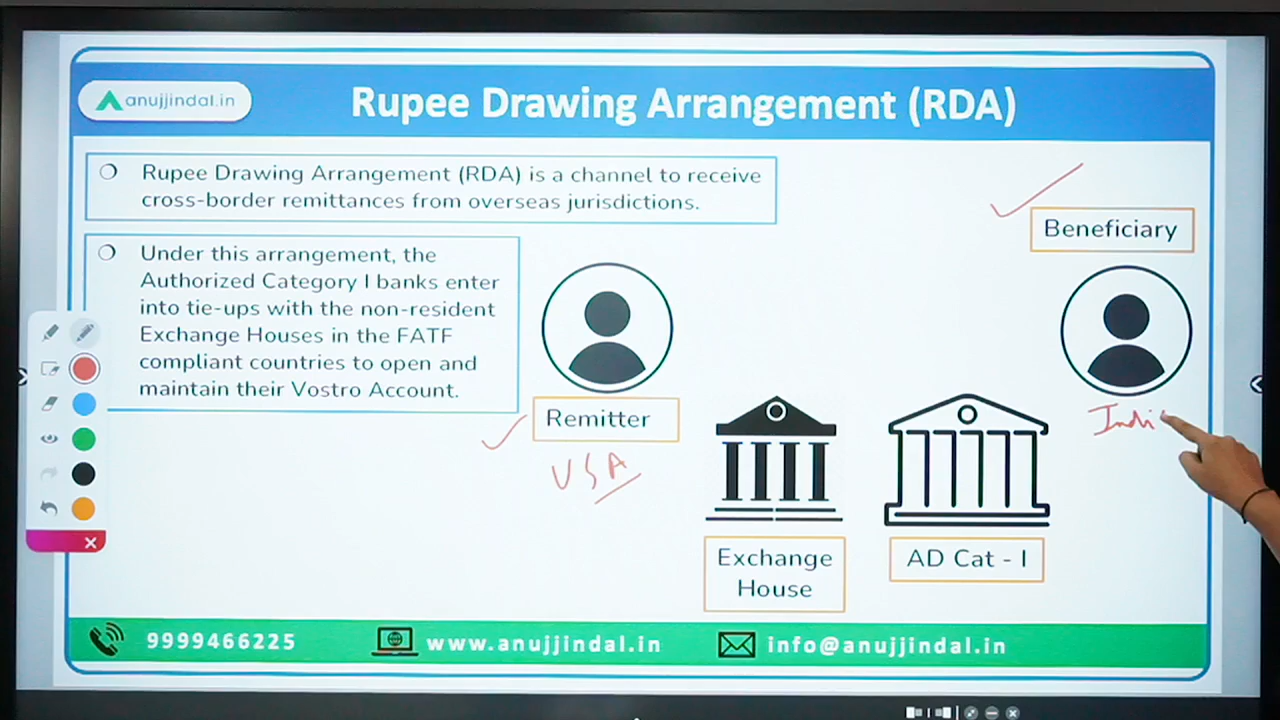 anujjindal.in
Rupee Drawing Arrangement (RDA)
Rupee Drawing Arrangement (RDA) is a channel to receive
cross-border remittances from overseas jurisdictions.
Under this arrangement, the
Authorized Category I banks enter
into tie-ups with the non-resident
Exchange Houses in the FATF
compliant countries to open and
maintain their Vostro Account.
Beneficiary
Indi
Remitter
USA
Exchange
House
AD Cat - I
9999466225
www.anujjindal.in
info@anujjindal.in